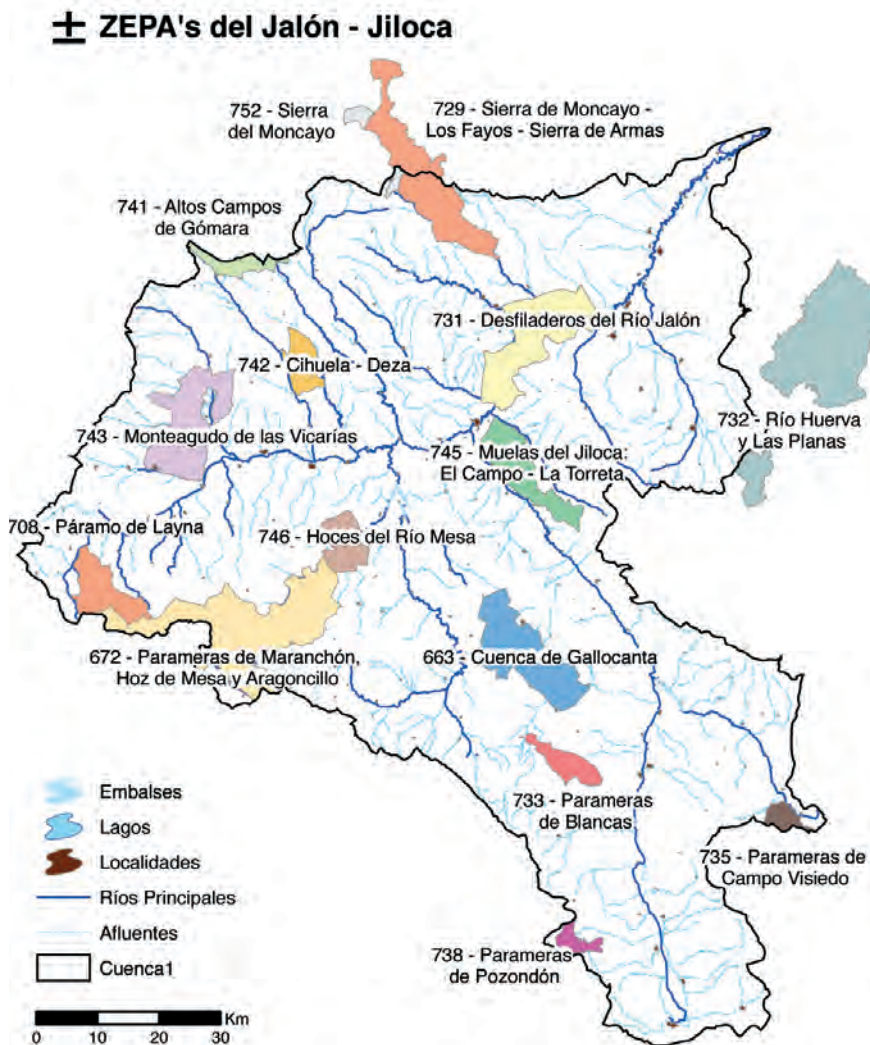 ZEPA's del Jalón - Jiloca
752 - Sierra
del Moncayo
729 - Sierra de Moncayo -
Los Fayos - Sierra de Armas
741 - Altos Campos
de Gómara
731 - Desfiladeros del Río Jalón
742 - Cihuela - Deza
732 - Río Huerva
y Las Planas
743 - Monteagudo de las Vicarías
745 - Muelas del Jiloca:
El Campo - La Torreta
708 - Páramo de Layna
746 - Hoces del Río Mesa
672 - Parameras de Maranchón,
Hoz de Mesa y Aragoncillo
663 - Cuenca de Gallocanta
733 - Parameras
de Blancas
735 - Parameras de
Campo Visiedo
738 - Parameras
de Pozondón
Embalses
Lagos
Localidades
Ríos Principales
Afluentes
Cuenca1
Km
0 10 20 30